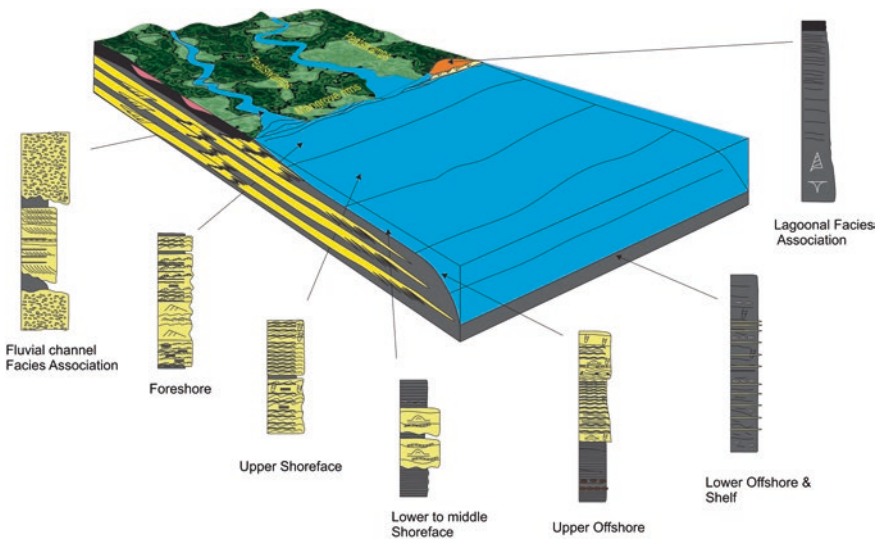 Lagoonal Facies
Association
Fluvial channel
Facies Association
Foreshore
Upper Shoreface
Lower to middle
Shoreface
Upper Offshore
Lower Offshore &
Shelf